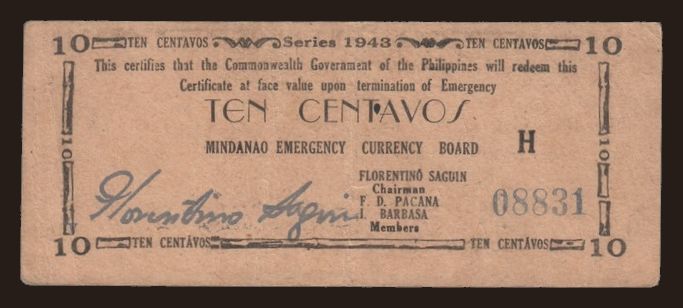 10 TEN CENTAVOS Series 1943 TEN CENTAVOS 10
This certifies that the Commonwealth Government of the Philippines will redeem this
Certificate at face value upon termination of Emergency
TEN CENTAVOS
MINDANAO EMERGENCY CURRENCY BOARD H
10
10
FLORENTINO SAGUIN
Chairman
F. D. PACANA
I. BARBASA
Members
Florentino Saguin
08831
10 TEN CENTAVOS TEN CENTAVOS 10